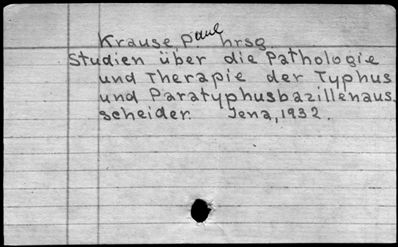 Krause, Paul hrsg.
Studien über die Pathologie
und Therapie der Typhus
und Paratyphusbazillenaus.
scheider Jena, 1932.